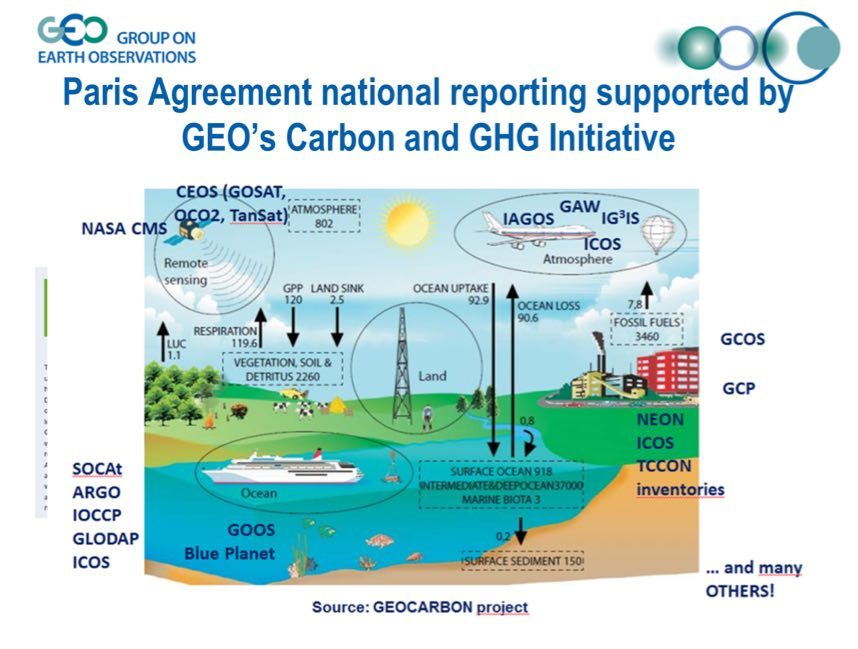 GEO GROUP ON
EARTH OBSERVATIONS
Paris Agreement national reporting supported by
GEO's Carbon and GHG Initiative
CEOS (GOSAT,
OCO2, TanSat)
NASA CMS
Remote
sensing
ATMOSPHERE
802
IAGOS
GAW
IG³IS
ICOS
Atmosphere
LUC
1.1
RESPIRATION
119.6
GPP
120
LAND SINK
2.5
VEGETATION, SOIL &
DETRITUS 2260
Land
OCEAN UPTAKE
92.9
OCEAN LOSS
90.6
7,8
FOSSIL FUELS
3460
GCOS
GCP
NEON
ICOS
TCCON
inventories
0,8
SOCAt
ARGO
IOCCP
GLODAP
ICOS
Ocean
GOOS
Blue Planet
SURFACE OCEAN 918
INTERMEDIATE&DEEPOCEAN37000
MARINE BIOTA 3
0,2
SURFACE SEDIMENT 150
... and many
OTHERS!
Source: GEOCARBON project